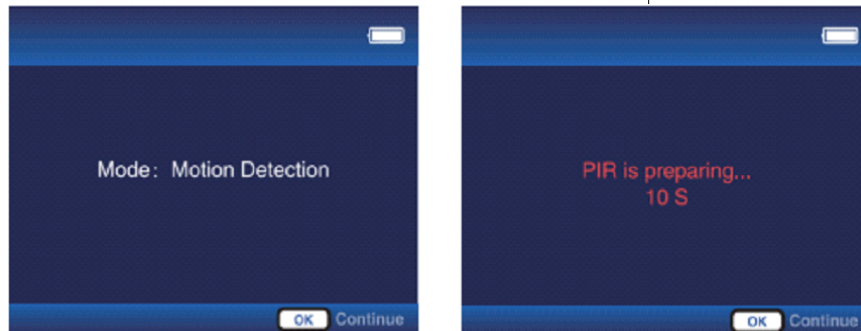 Mode: Motion Detection
OK Continue
PIR is preparing...
10 S
OK Continue